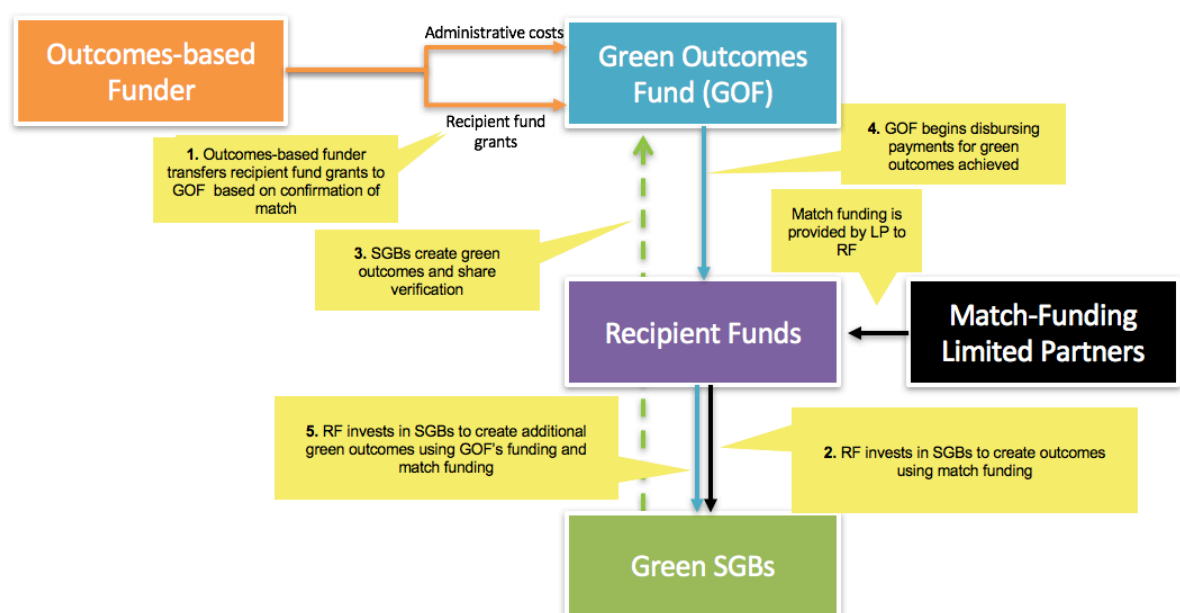 Outcomes-based
Funder
Administrative costs
Recipient fund
grants
Green Outcomes
Fund (GOF)
1. Outcomes-based funder
transfers recipient fund grants to
GOF based on confirmation of
match
4. GOF begins disbursing
payments for green
outcomes achieved
3. SGBs create green
outcomes and share
verification
Match funding is
provided by LP to
RF
Recipient Funds
Match-Funding
Limited Partners
5. RF invests in SGBs to create additional
green outcomes using GOF's funding and
match funding
2. RF invests in SGBs to create outcomes
using match funding
Green SGBs